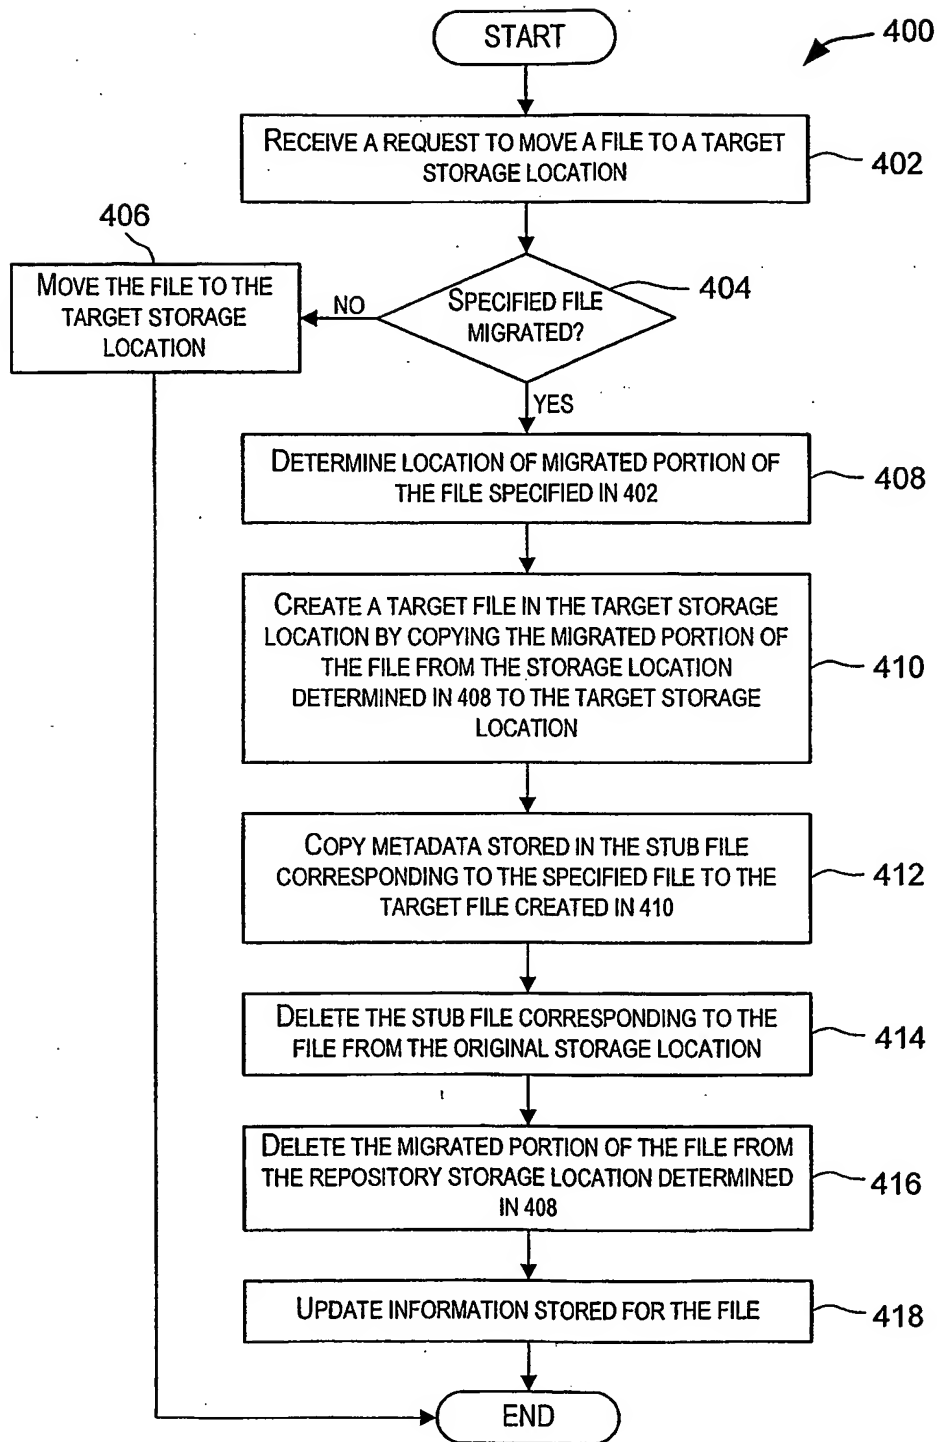 START
400
RECEIVE A REQUEST TO MOVE A FILE TO A TARGET
STORAGE LOCATION
402
406
MOVE THE FILE TO THE
TARGET STORAGE
LOCATION
NO
SPECIFIED FILE
MIGRATED?
404
YES
DETERMINE LOCATION OF MIGRATED PORTION OF
THE FILE SPECIFIED IN 402
408
CREATE A TARGET FILE IN THE TARGET STORAGE
LOCATION BY COPYING THE MIGRATED PORTION OF
THE FILE FROM THE STORAGE LOCATION
DETERMINED IN 408 TO THE TARGET STORAGE
LOCATION
410
COPY METADATA STORED IN THE STUB FILE
CORRESPONDING TO THE SPECIFIED FILE TO THE
TARGET FILE CREATED IN 410
412
DELETE THE STUB FILE CORRESPONDING TO THE
FILE FROM THE ORIGINAL STORAGE LOCATION
414
DELETE THE MIGRATED PORTION OF THE FILE FROM
THE REPOSITORY STORAGE LOCATION DETERMINED
IN 408
416
UPDATE INFORMATION STORED FOR THE FILE
418
END